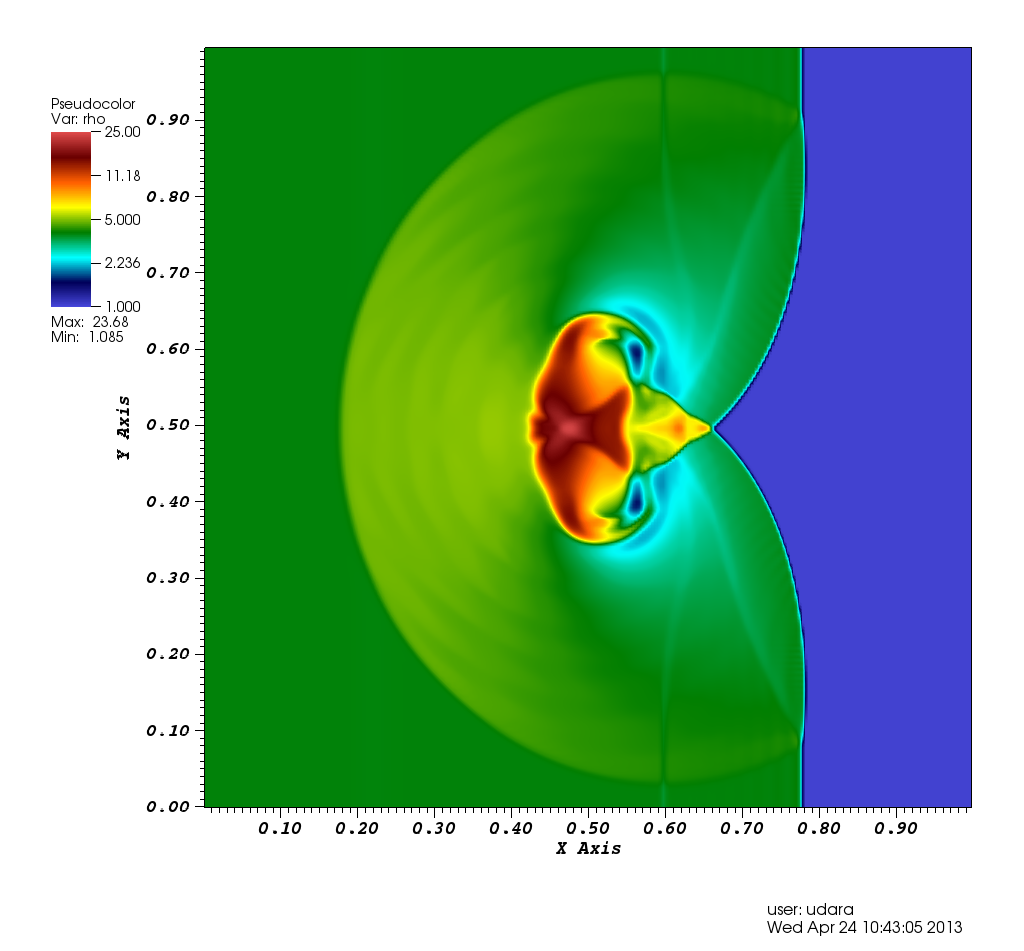 Pseudocolor
Var: rho
25.00
11.18
5.000
2.236
1.000
Max: 23.68
Min: 1.085
0.90
0.80
0.70
0.60
0.50
0.40
0.30
0.20
0.10
0.00
Y Axis
0.10 0.20 0.30 0.40 0.50 0.60 0.70 0.80 0.90
X Axis
user: udara
Wed Apr 24 10:43:05 2013